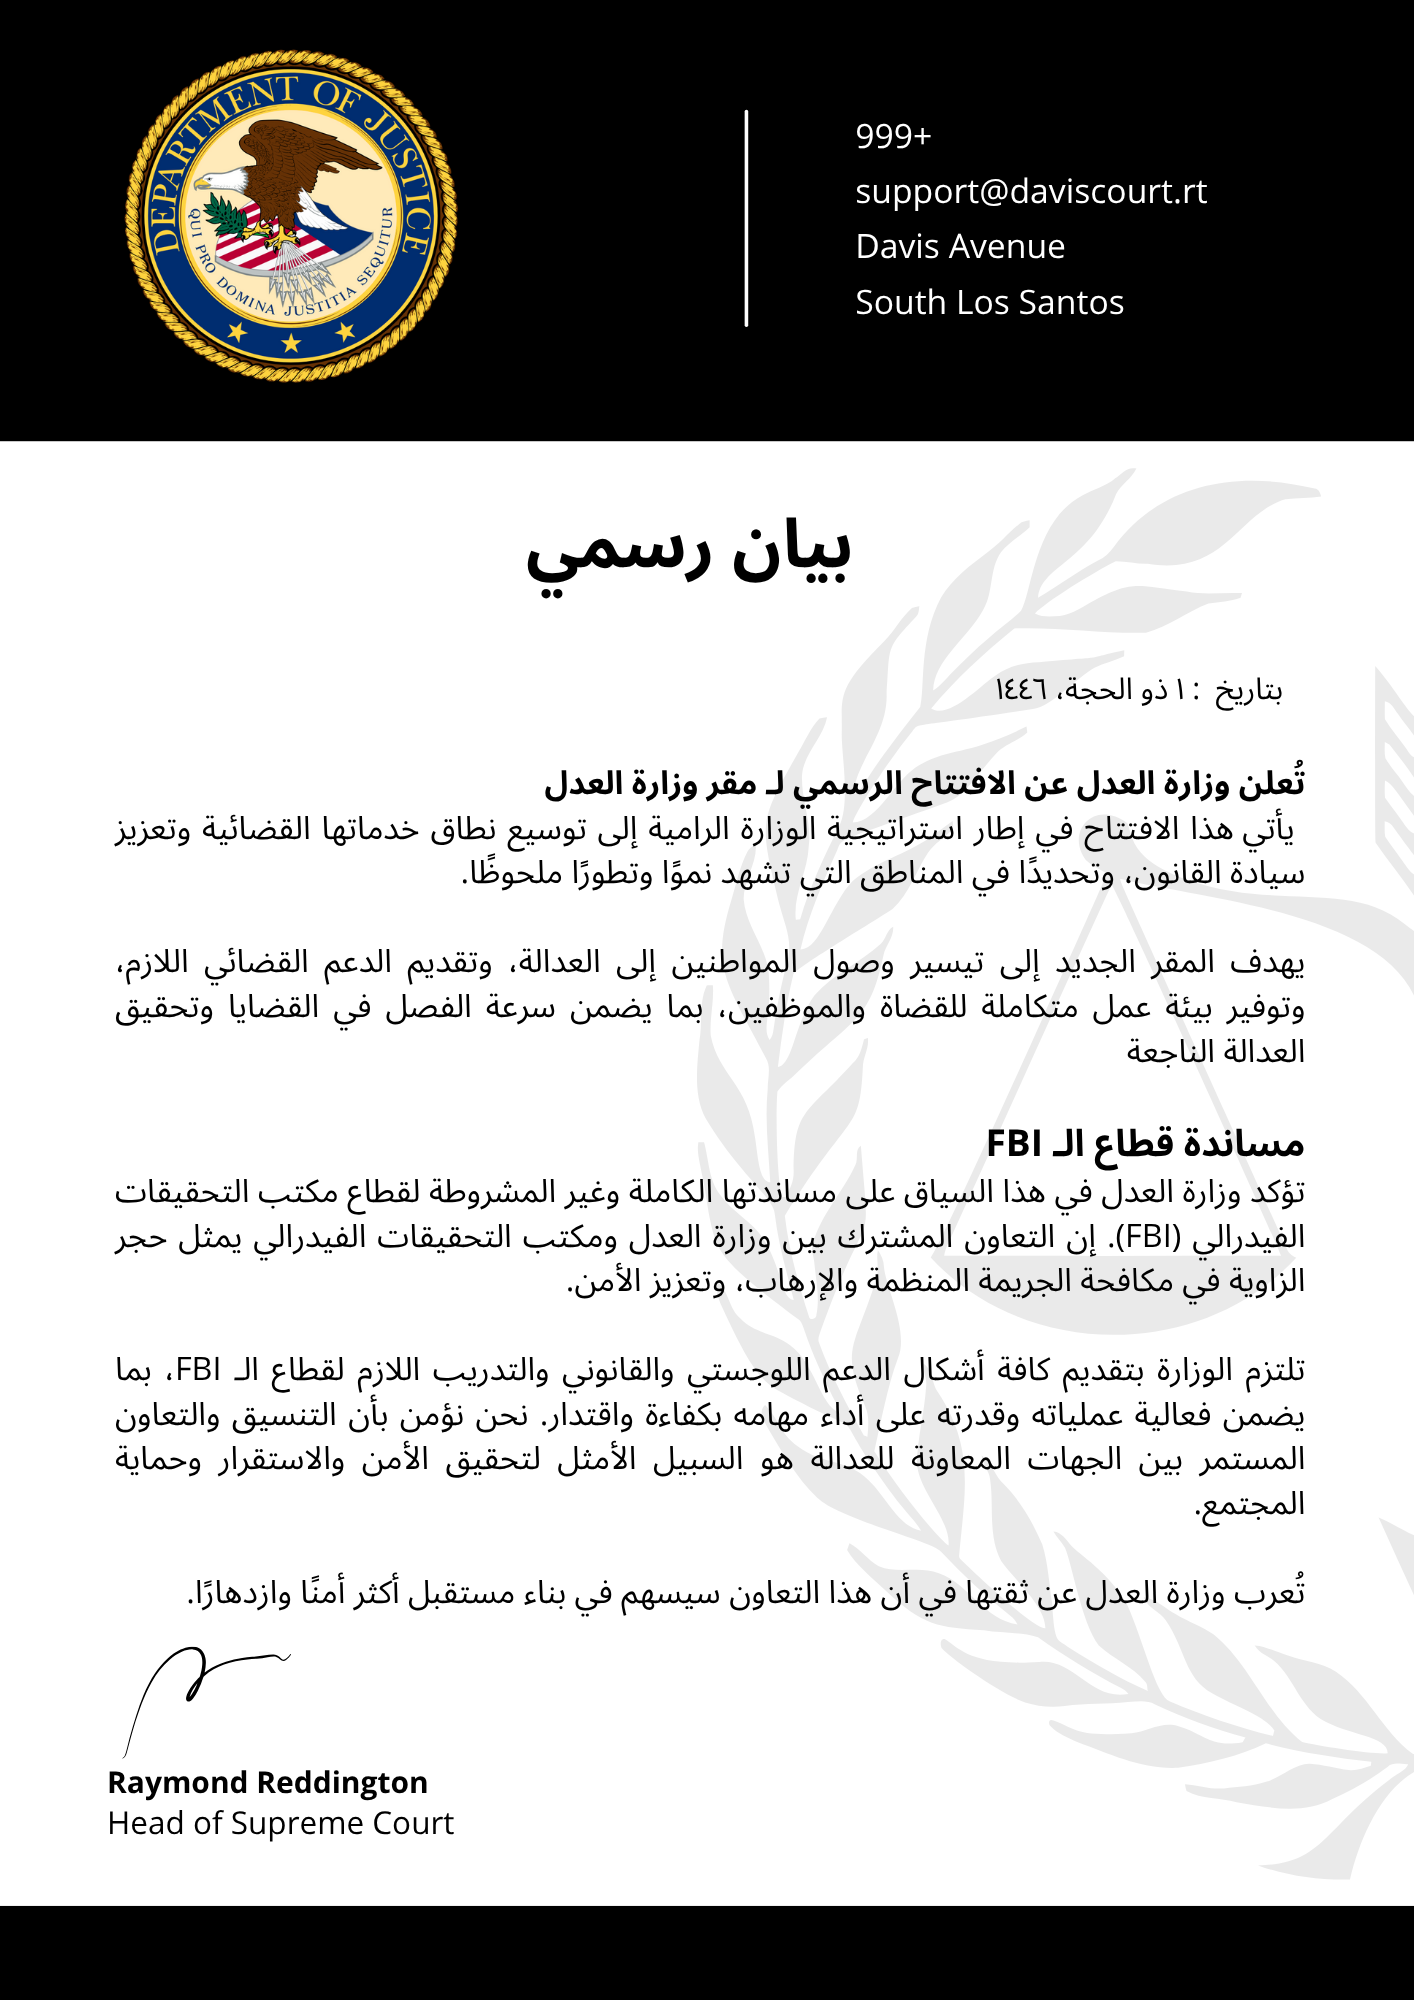 DEPARTMENT OF JUSTICE
QUI PRO DOMINA JUSTITIA SEQUITUR
999+
support@daviscourt.rt
Davis Avenue
South Los Santos
بيان رسمي
بتاريخ : ١ ذو الحجة، ١٤٤٦
تُعلن وزارة العدل عن الافتتاح الرسمي لـ مقر وزارة العدل
يأتي هذا الافتتاح في إطار استراتيجية الوزارة الرامية إلى توسيع نطاق خدماتها القضائية وتعزيز
سيادة القانون، وتحديدًا في المناطق التي تشهد نموًا وتطورًا ملحوظًا.
يهدف المقر الجديد إلى تيسير وصول المواطنين إلى العدالة، وتقديم الدعم القضائي اللازم،
وتوفير بيئة عمل متكاملة للقضاة والموظفين، بما يضمن سرعة الفصل في القضايا وتحقيق
العدالة الناجعة
مساندة قطاع الـ FBI
تؤكد وزارة العدل في هذا السياق على مساندتها الكاملة وغير المشروطة لقطاع مكتب التحقيقات
الفيدرالي (FBI). إن التعاون المشترك بين وزارة العدل ومكتب التحقيقات الفيدرالي يمثل حجر
الزاوية في مكافحة الجريمة المنظمة والإرهاب، وتعزيز الأمن.
تلتزم الوزارة بتقديم كافة أشكال الدعم اللوجستي والقانوني والتدريب اللازم لقطاع الـ FBI، بما
يضمن فعالية عملياته وقدرته على أداء مهامه بكفاءة واقتدار. نحن نؤمن بأن التنسيق والتعاون
المستمر بين الجهات المعاونة للعدالة هو السبيل الأمثل لتحقيق الأمن والاستقرار وحماية
المجتمع.
تُعرب وزارة العدل عن ثقتها في أن هذا التعاون سيسهم في بناء مستقبل أكثر أمنًا وازدهارًا.
Raymond Reddington
Head of Supreme Court